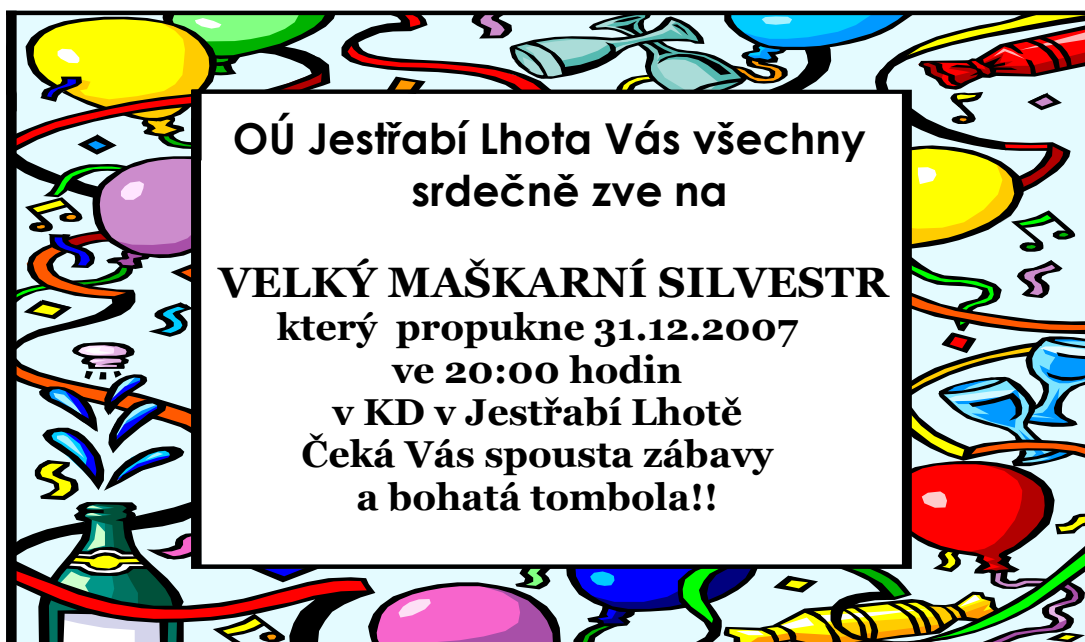 OÚ Jestřabí Lhota Vás všechny
srdečně zve na
VELKÝ MAŠKARNÍ SILVESTR
který propukne 31.12.2007
ve 20:00 hodin
v KD v Jestřabí Lhotě
Čeká Vás spousta zábavy
a bohatá tombola!!